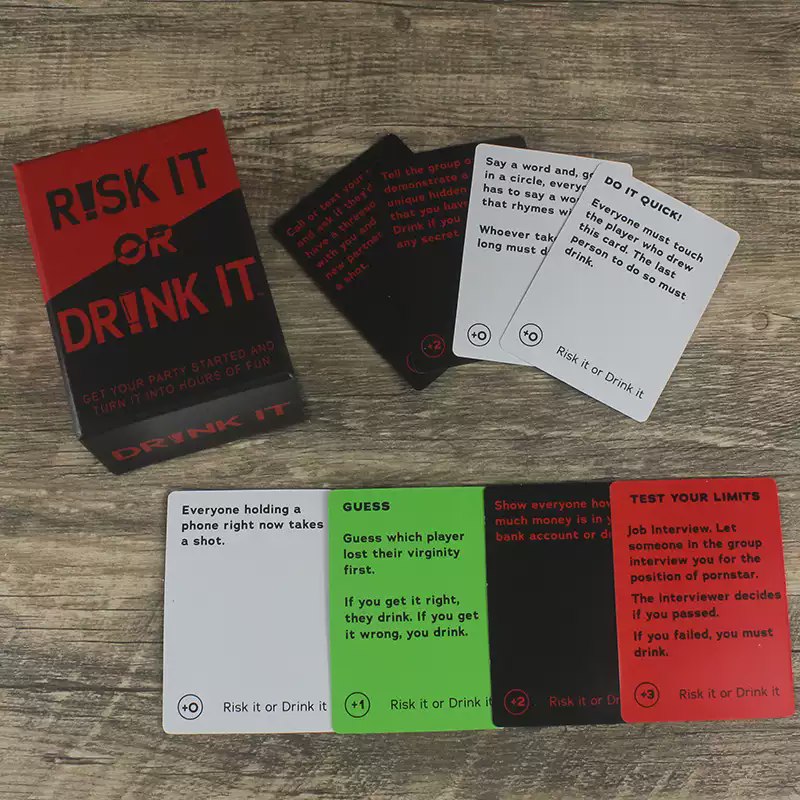 R!SK IT
OR
DR!NK IT
GET YOUR PARTY STARTED AND
TURN IT INTO HOURS OF FUN
DR!NK IT
Call or text your
and ask if they'd
have a
with you and
new partner
a shot.
Tell the group or
demonstrate a
unique hidden
that you have
Drink if you
any secret
+2
Say a word and, go
in a circle, everyone
has to say a word
that rhymes
Whoever takes
long must
+0
DO IT QUICK!
Everyone must touch
the player who drew
this card. The last
person to do so must
drink.
+0
Risk it or Drink it
Everyone holding a
phone right now takes
a shot.
+0
Risk it or Drink it
GUESS
Guess which player
lost their virginity
first.
If you get it right,
they drink. If you get
it wrong, you drink.
+1
Risk it or Drink it
Show everyone how
much money is in
bank account or
+2
Risk it or
TEST YOUR LIMITS
Job Interview. Let
someone in the group
interview you for the
position of pornstar.
The interviewer decides
if you passed.
If you failed, you must
drink.
+3
Risk it or Drink it